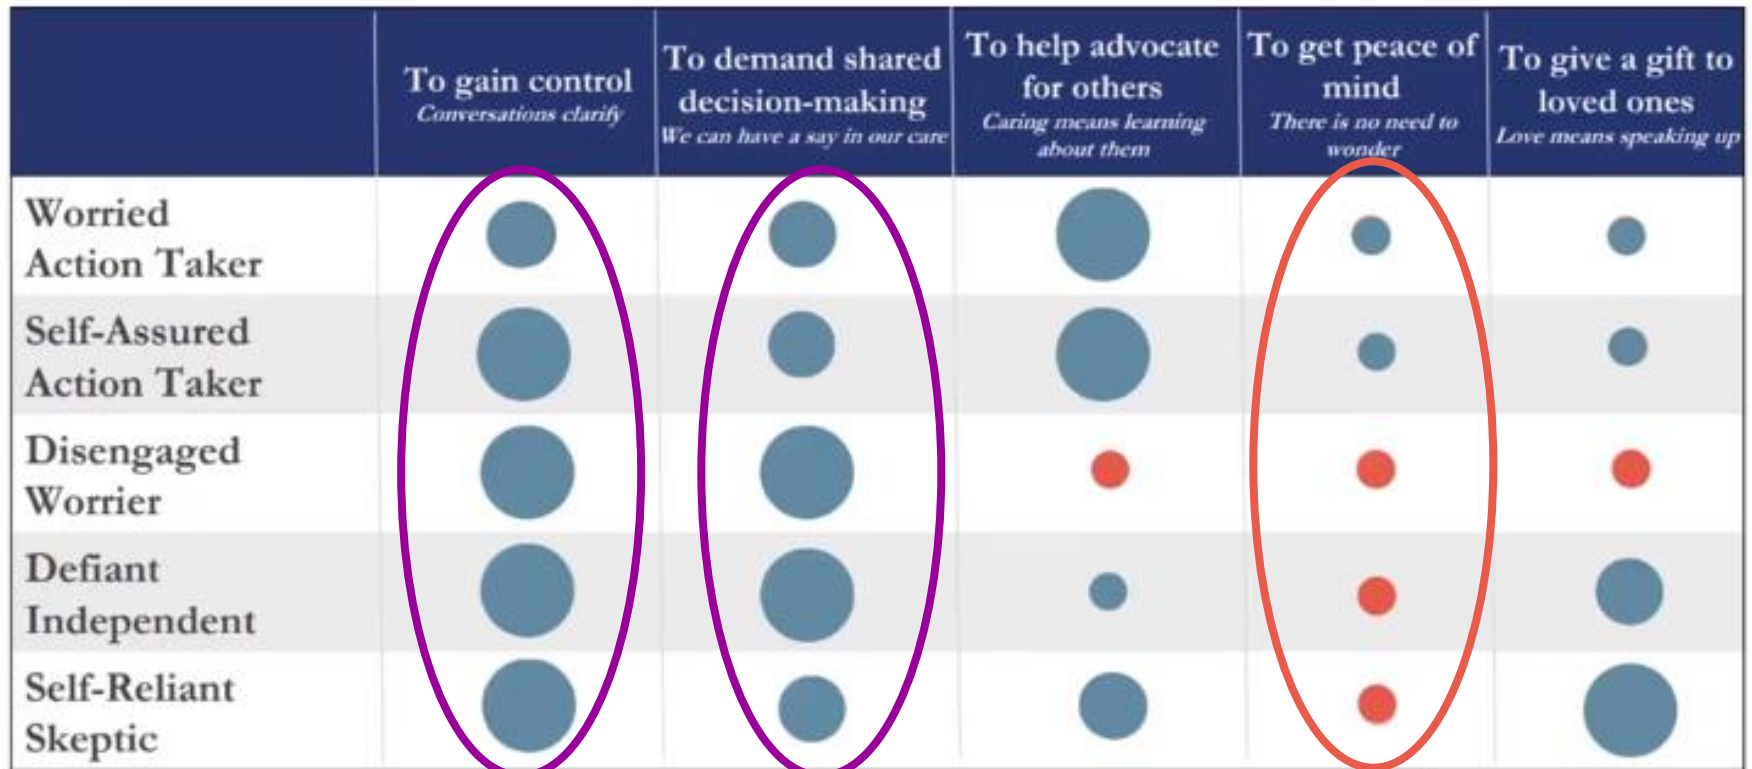 To gain control
Conversations clarify
To demand shared
decision-making
We can have a say in our care
To help advocate
for others
Caring means learning
about them
To get peace of
mind
There is no need to
wonder
To give a gift to
loved ones
Love means speaking up
Worried
Action Taker
Self-Assured
Action Taker
Disengaged
Worrier
Defiant
Independent
Self-Reliant
Skeptic